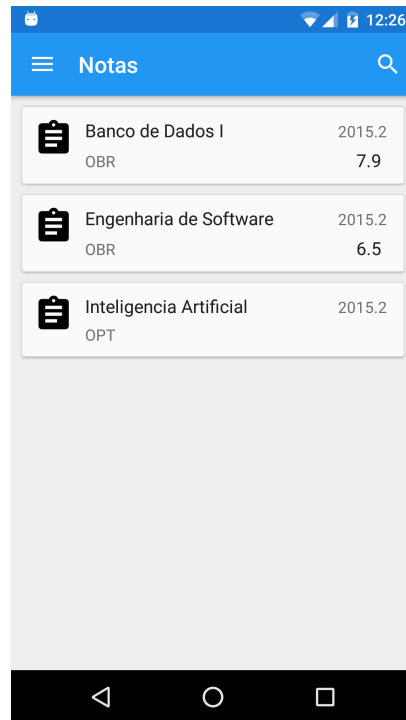 12:26
Notas
Banco de Dados I 2015.2
OBR 7.9
Engenharia de Software 2015.2
OBR 6.5
Inteligencia Artificial 2015.2
OPT